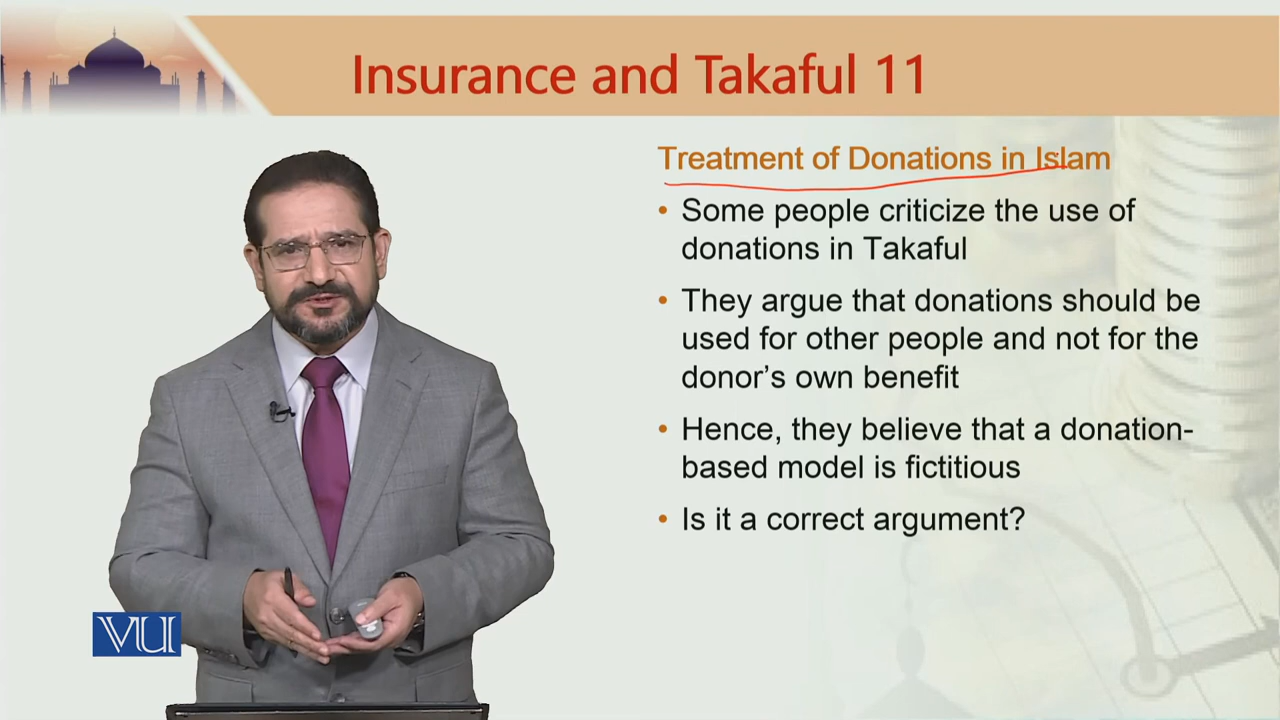 Insurance and Takaful 11
Treatment of Donations in Islam
• Some people criticize the use of
donations in Takaful
• They argue that donations should be
used for other people and not for the
donor's own benefit
• Hence, they believe that a donation-
based model is fictitious
• Is it a correct argument?
VU